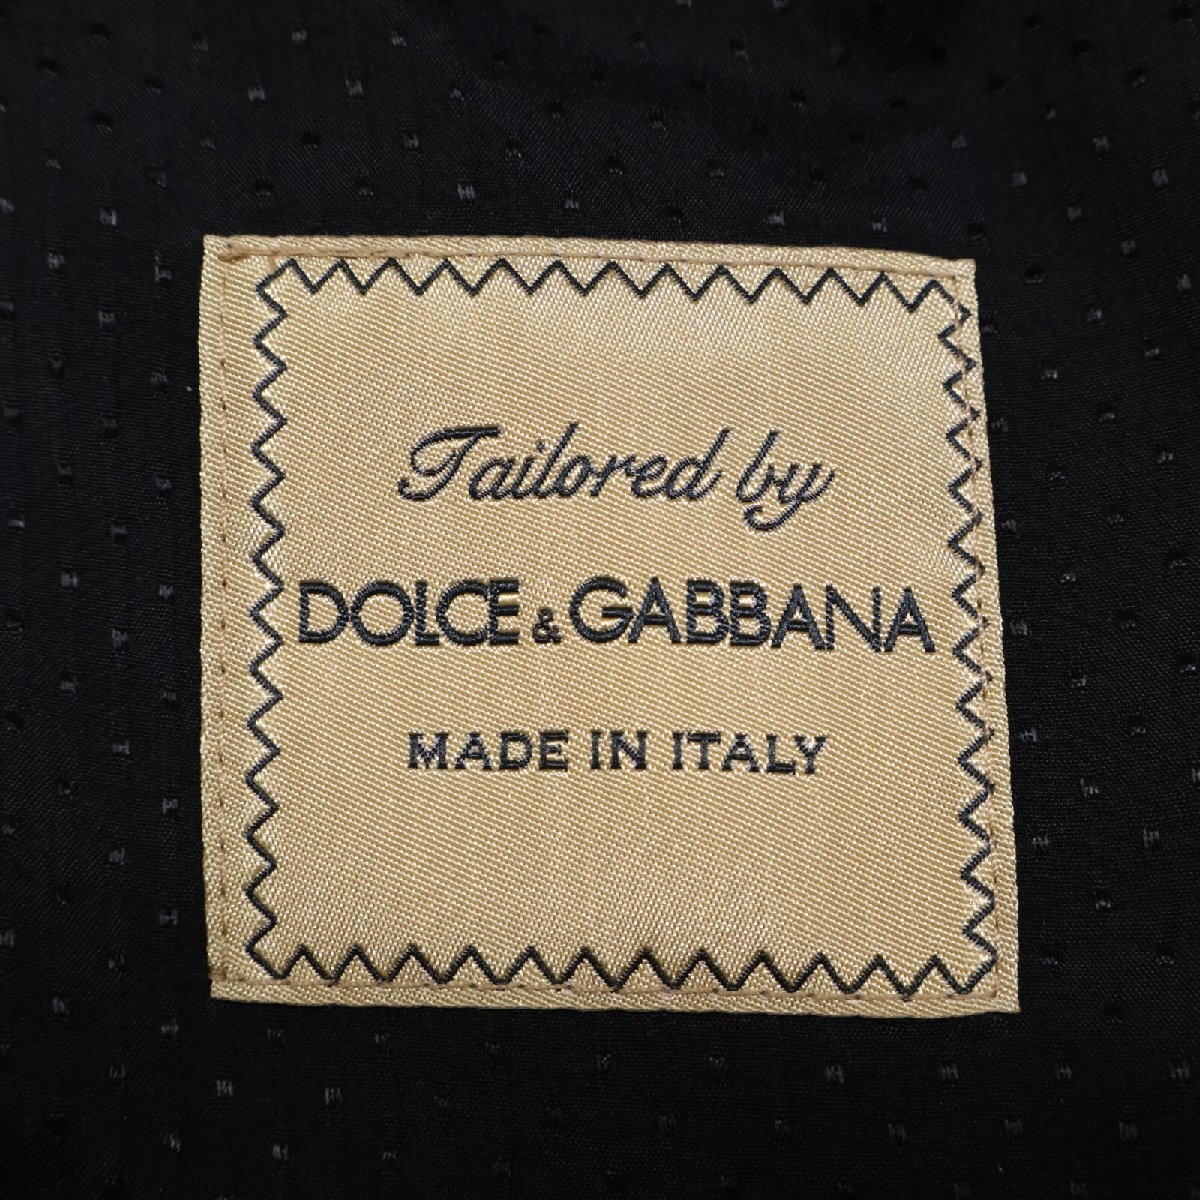 Tailored by
DOLCE & GABBANA
MADE IN ITALY